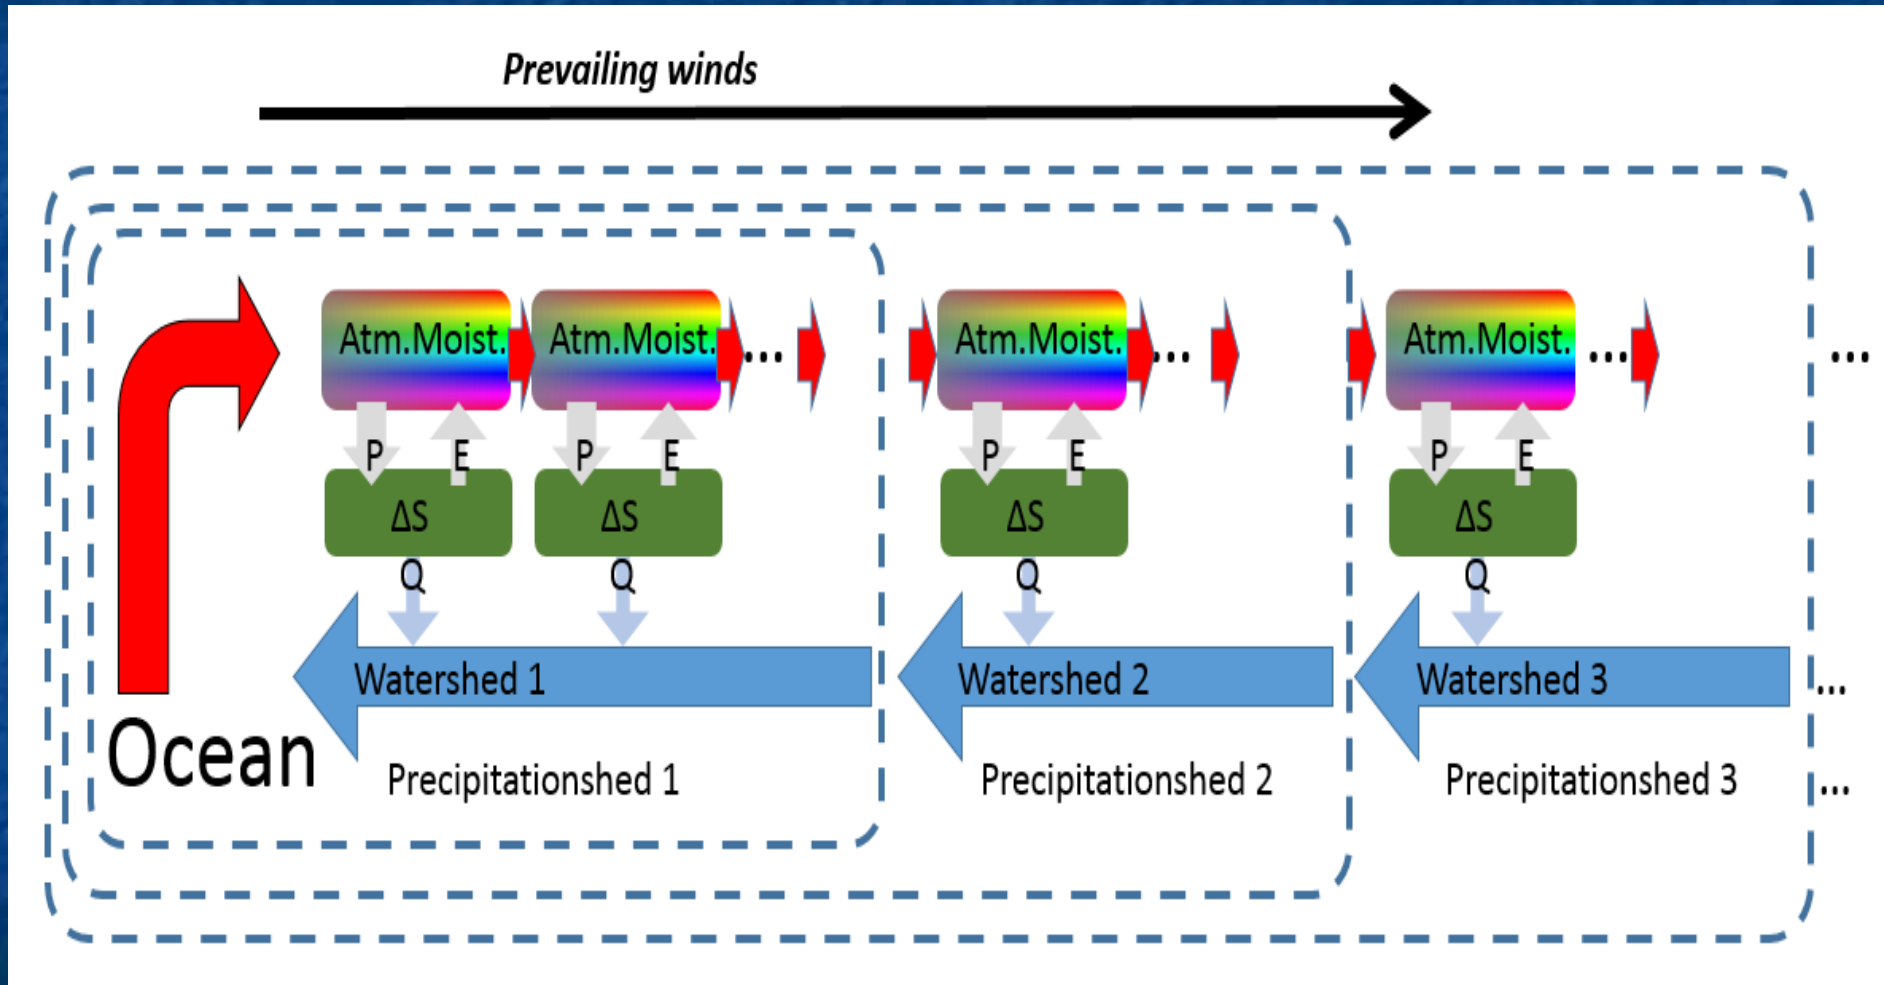 Prevailing winds
Atm.Moist. Atm.Moist. ... Atm.Moist. ... Atm.Moist. ... ...
P E P E P E P E
ΔS ΔS ΔS ΔS
Q Q Q Q
Watershed 1 Watershed 2 Watershed 3 ...
Ocean
Precipitationshed 1 Precipitationshed 2 Precipitationshed 3 ...